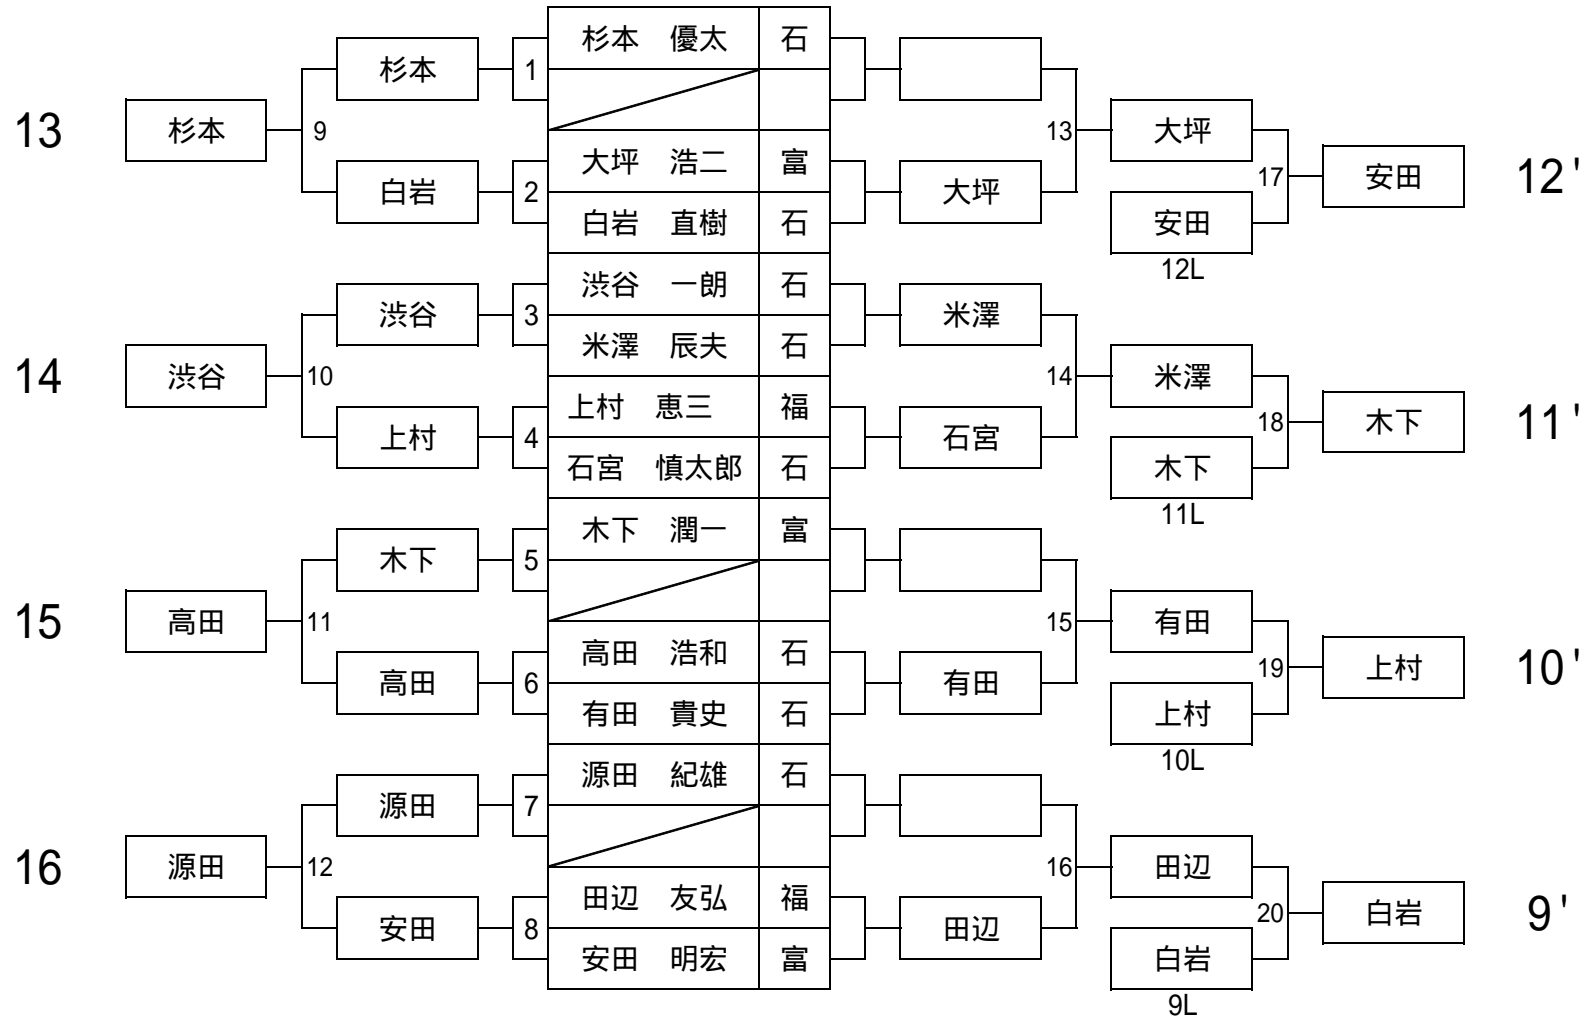 杉本　優太 石
杉本 1
13 杉本 9 13 大坪
大坪　浩二 富
白岩 2 大坪 17 安田 12'
白岩　直樹 石 安田
12L
渋谷　一朗 石
渋谷 3 米澤
米澤　辰夫 石
14 渋谷 10 14 米澤
上村　恵三 福
上村 4 石宮 18 木下 11'
石宮　慎太郎 石 木下
11L
木下　潤一 富
木下 5
15 高田 11 15 有田
高田　浩和 石
高田 6 有田 19 上村 10'
有田　貴史 石 上村
10L
源田　紀雄 石
源田 7
16 源田 12 16 田辺
田辺　友弘 福
安田 8 田辺 20 白岩 9'
安田　明宏 富 白岩
9L